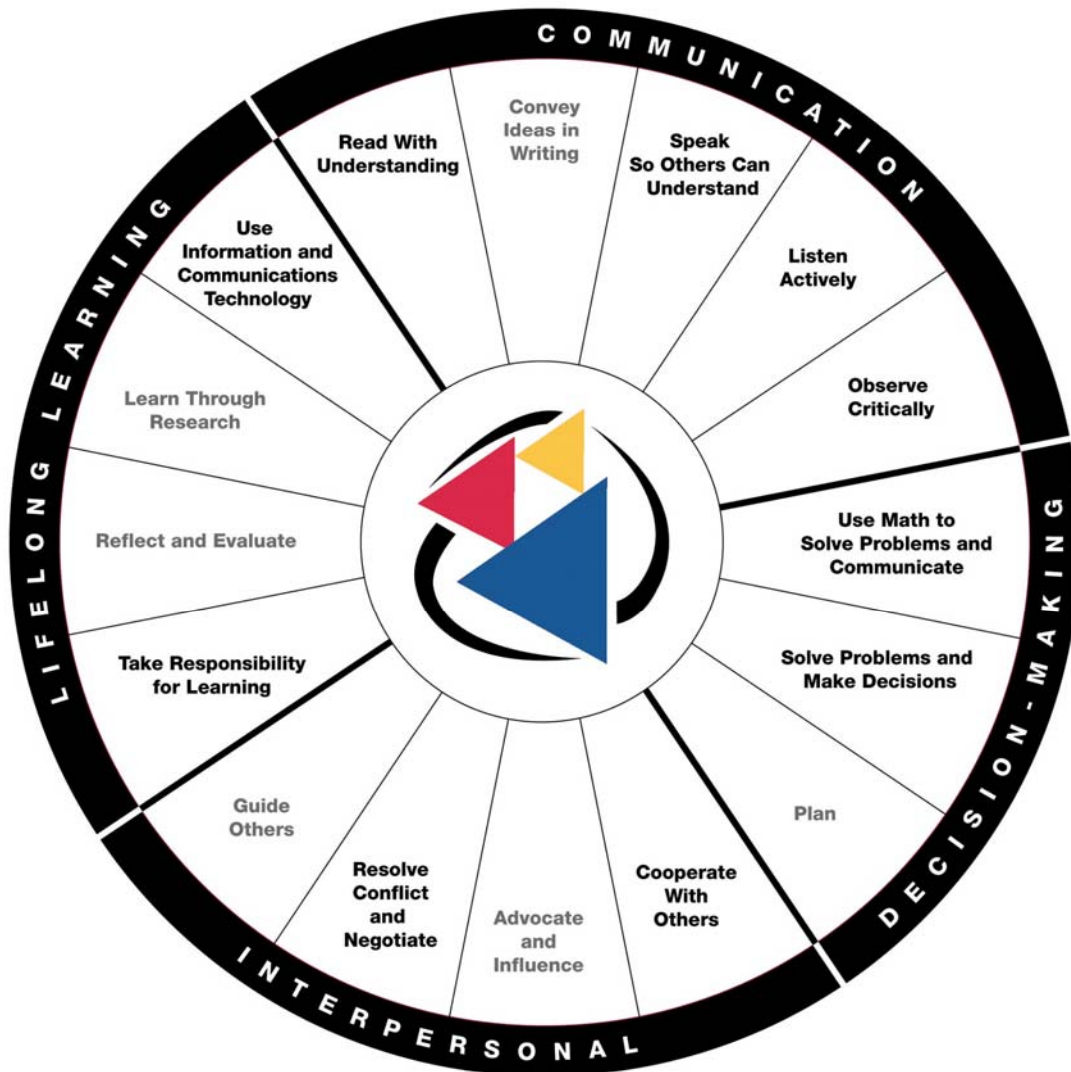 COMMUNICATION
Read With
Understanding
Convey
Ideas in
Writing
Speak
So Others Can
Understand
Listen
Actively
Observe
Critically
DECISION-MAKING
Use Math to
Solve Problems and
Communicate
Solve Problems and
Make Decisions
Plan
INTERPERSONAL
Cooperate
With
Others
Advocate
and
Influence
Resolve
Conflict
and
Negotiate
Guide
Others
LIFELONG LEARNING
Take Responsibility
for Learning
Reflect and Evaluate
Learn Through
Research
Use
Information and
Communications
Technology